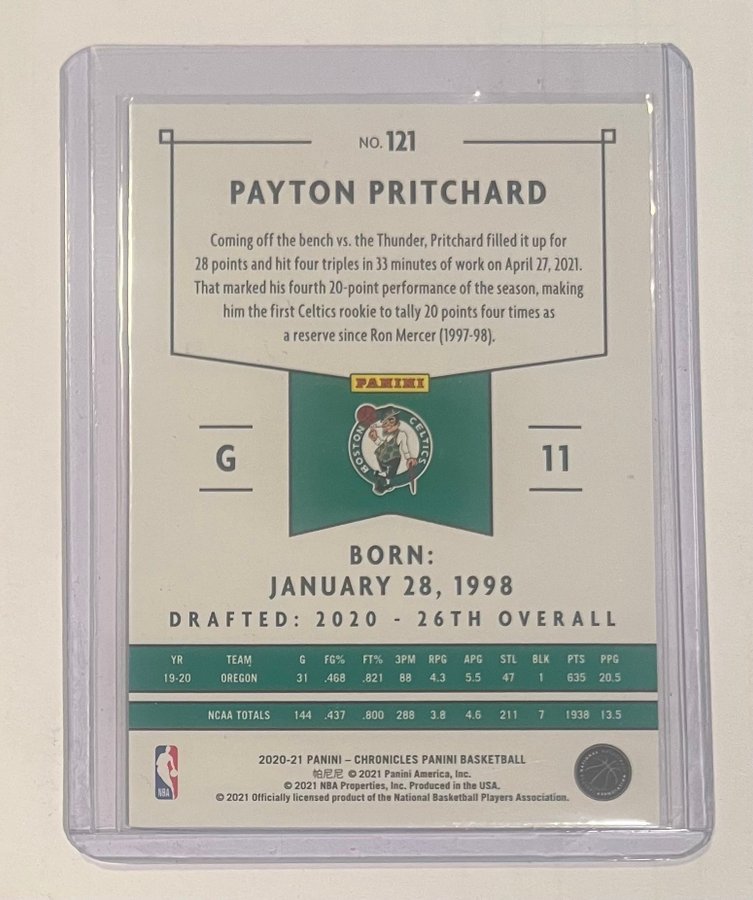 NO. 121
PAYTON PRITCHARD
Coming off the bench vs. the Thunder, Pritchard filled it up for
28 points and hit four triples in 33 minutes of work on April 27, 2021.
That marked his fourth 20-point performance of the season, making
him the first Celtics rookie to tally 20 points four times as
a reserve since Ron Mercer (1997-98).
PANINI
BOSTON CELTICS
G
11
BORN:
JANUARY 28, 1998
DRAFTED: 2020 - 26TH OVERALL
YR TEAM G FG% FT% 3PM RPG APG STL BLK PTS PPG
19-20 OREGON 31 .468 .821 88 4.3 5.5 47 1 635 20.5
NCAA TOTALS 144 .437 .800 288 3.8 4.6 211 7 1938 13.5
NBA
2020-21 PANINI – CHRONICLES PANINI BASKETBALL
帕尼尼 © 2021 Panini America, Inc.
© 2021 NBA Properties, Inc. Produced in the USA.
© 2021 Officially licensed product of the National Basketball Players Association.